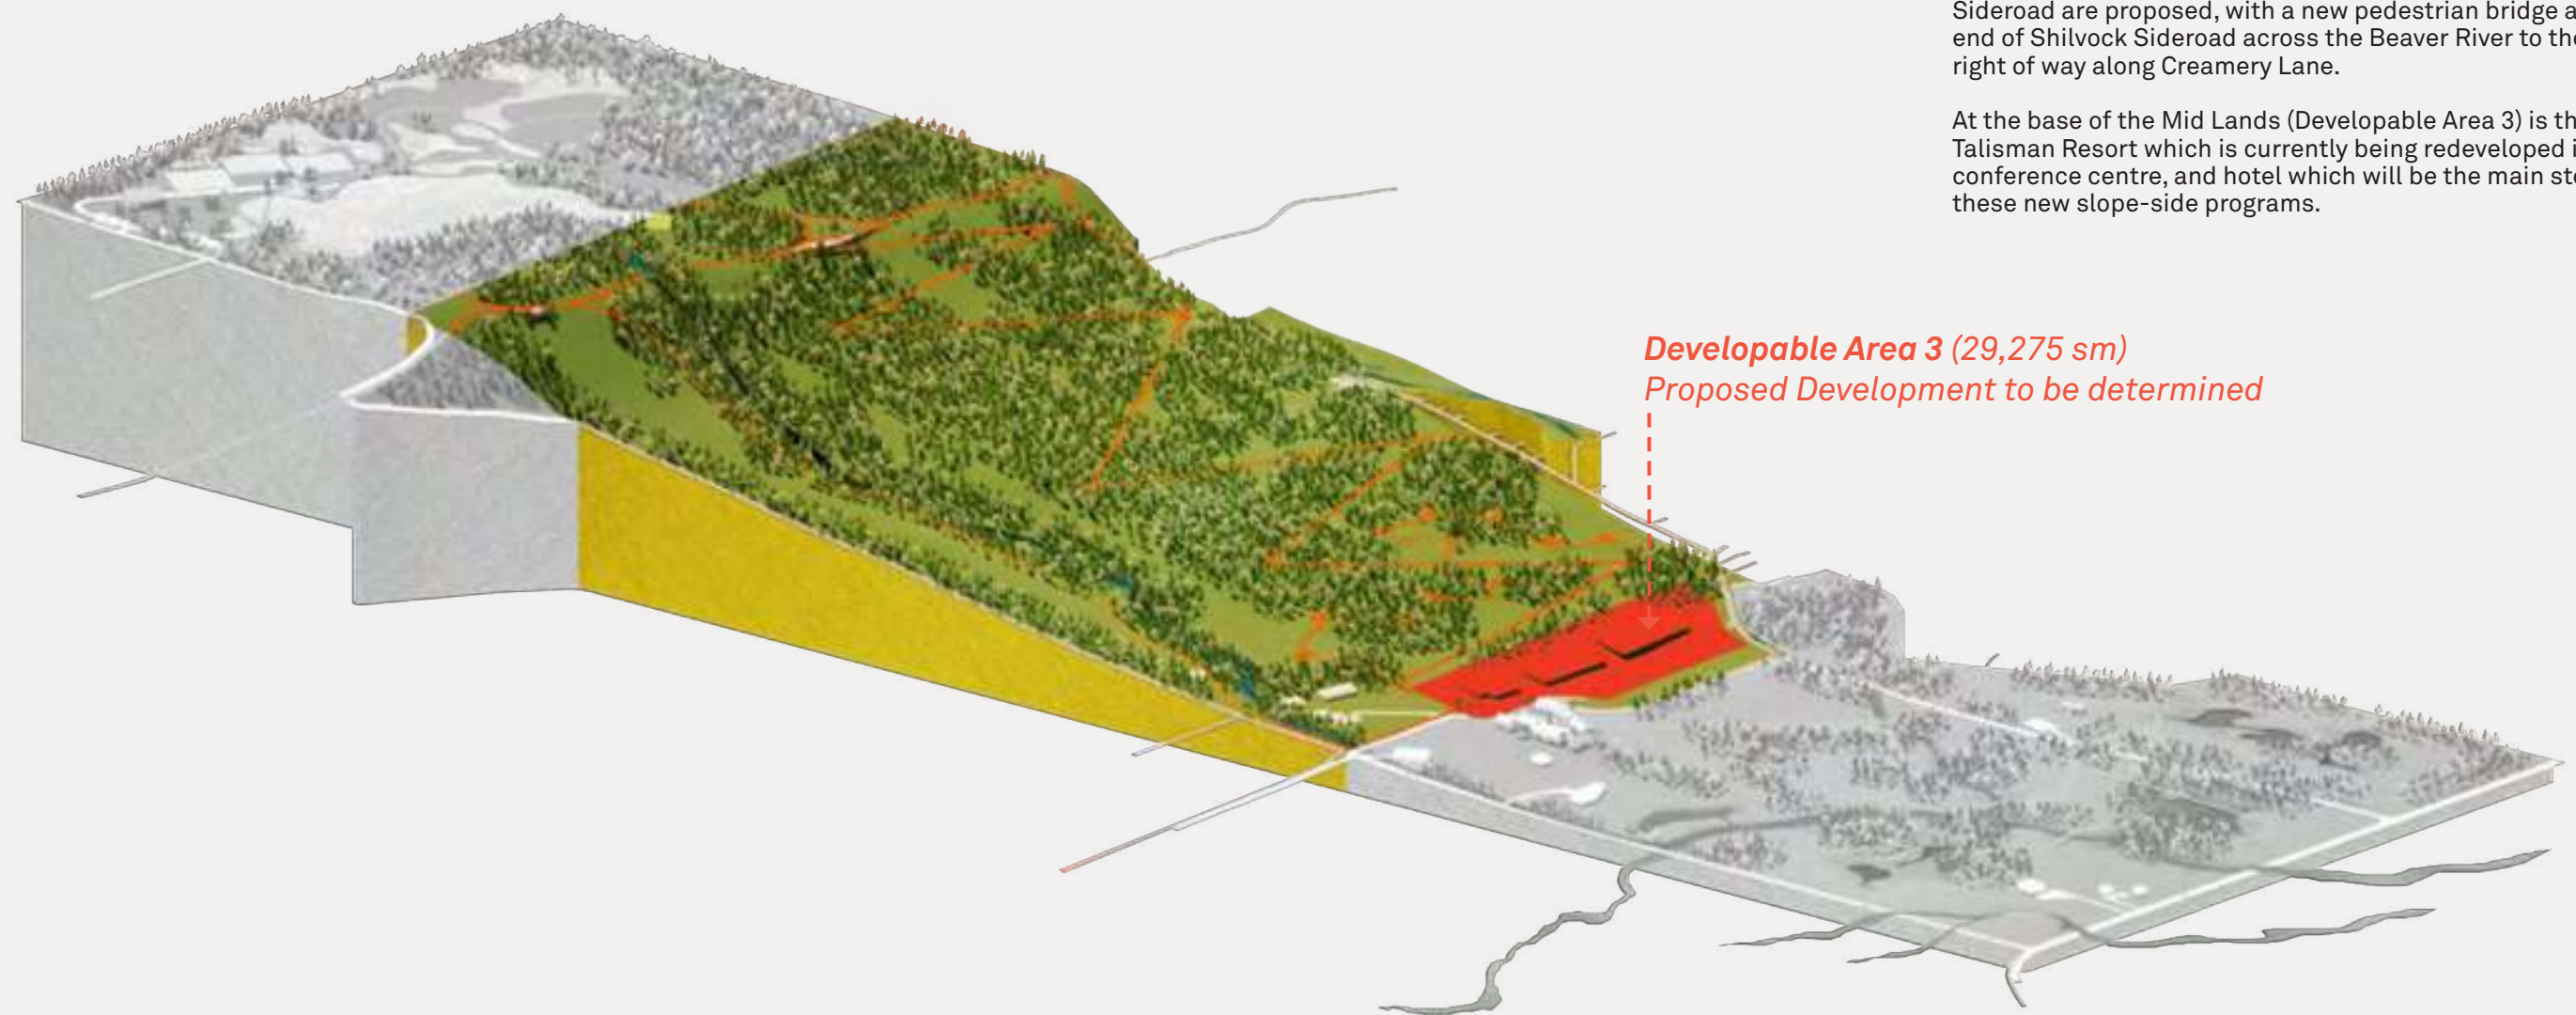 Sideroad are proposed, with a new pedestrian bridge a
end of Shilvock Sideroad across the Beaver River to th
right of way along Creamery Lane.
At the base of the Mid Lands (Developable Area 3) is th
Talisman Resort which is currently being redeveloped i
conference centre, and hotel which will be the main st
these new slope-side programs.
Developable Area 3 (29,275 sm)
Proposed Development to be determined